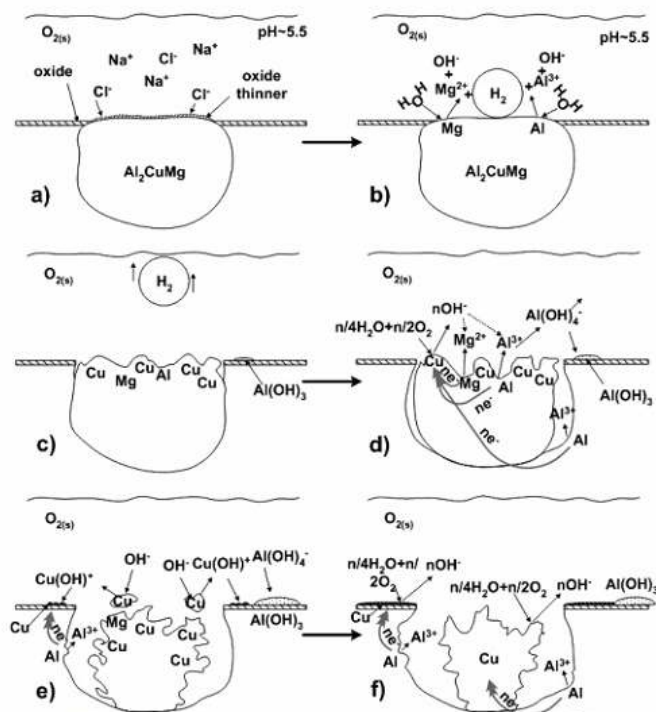 O2(s)
pH~5.5
Na+
Cl-
Na+
Na+
oxide
Cl-
Cl-
oxide
thinner
Al2CuMg
a)
O2(s)
pH~5.5
OH-
+
Mg2+
+
H2
+
OH-
+
Al3+
H
O
H
H
O
H
Mg
Al
Al2CuMg
b)
O2(s)
H2
Cu
Mg
Cu
Al
Cu
Cu
Al(OH)3
c)
O2(s)
n/4H2O+n/2O2
nOH-
Mg2+
Al3+
Al(OH)4-
Cu
ne-
Mg
Cu
Al
Cu
Cu
ne-
Al(OH)3
Al3+
Al
ne-
d)
O2(s)
Cu(OH)+
OH-
OH-
Cu(OH)+
Al(OH)4-
Cu
Cu
Al(OH)3
Cu
ne-
Al3+
Al
Mg
Cu
Cu
Cu
Cu
e)
O2(s)
n/4H2O+n/
2O2
nOH-
n/4H2O+n/2O2
nOH-
Al(OH)3
Cu
ne-
Al3+
Al
Cu
Al3+
Al
ne-
f)